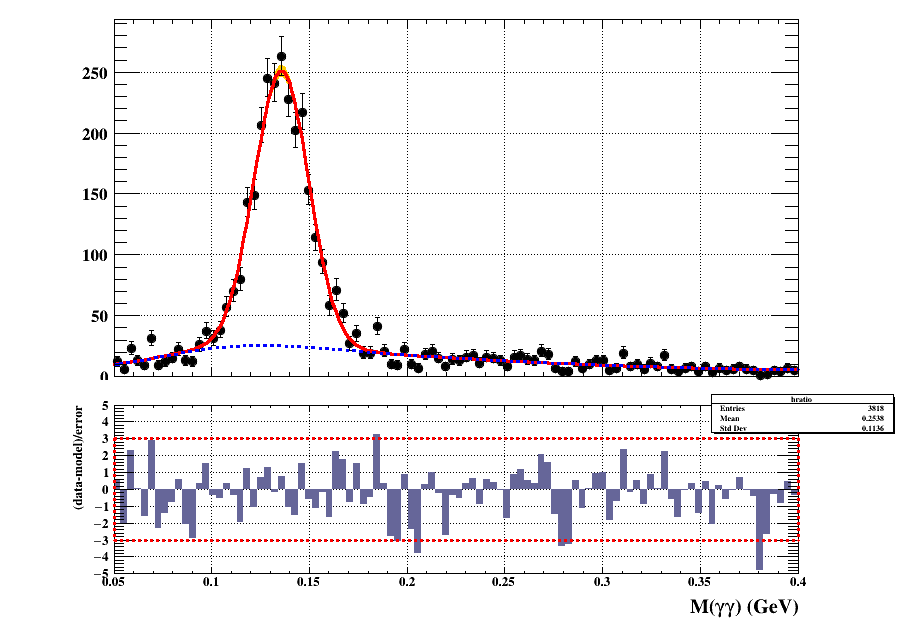 250
200
150
100
50
0
hratio
Entries 3818
Mean 0.2538
Std Dev 0.1136
(data-model)/error
5
4
3
2
1
0
−1
−2
−3
−4
−5
0.05 0.1 0.15 0.2 0.25 0.3 0.35 0.4
M(γγ) (GeV)